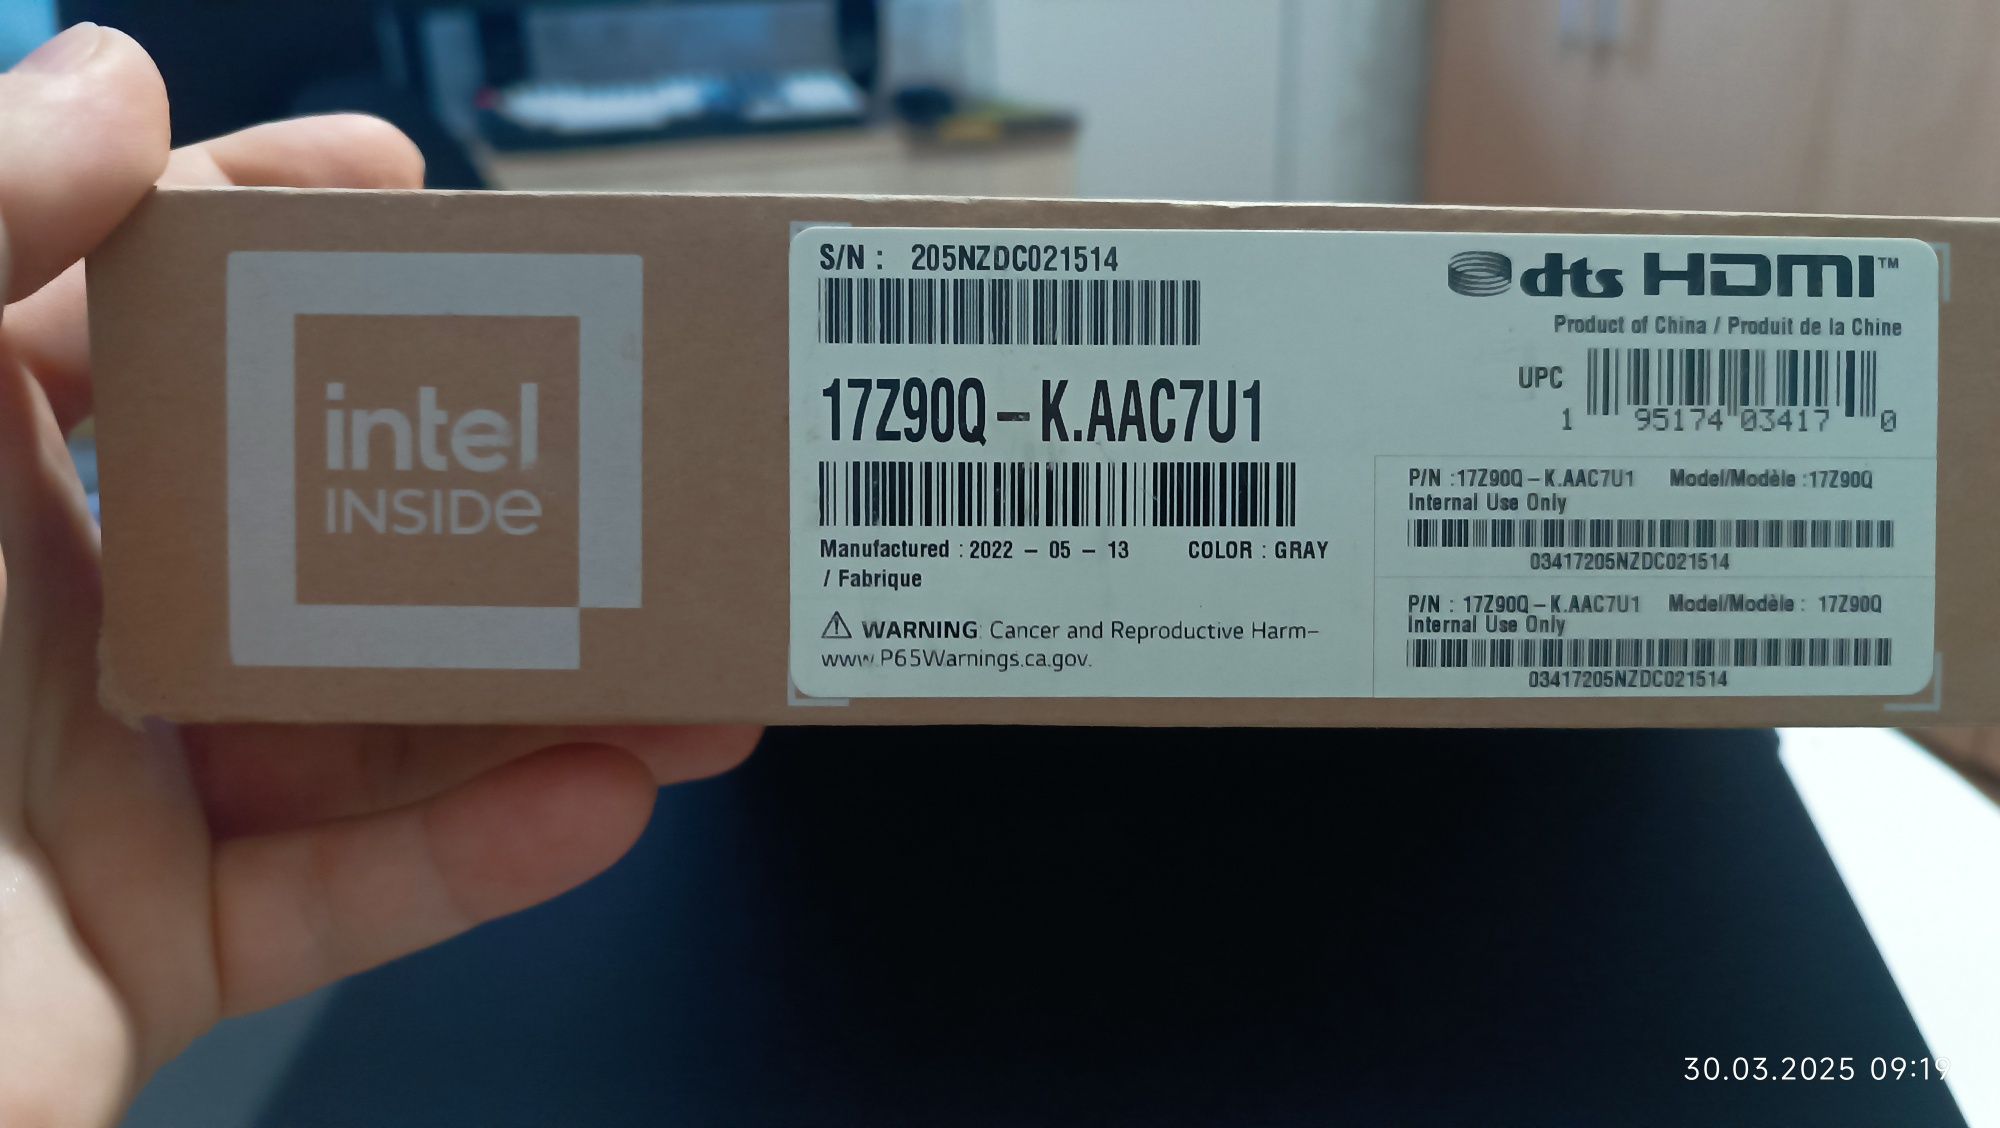 intel
INSIDe
S/N : 205NZDC021514
17Z90Q-K.AAC7U1
Manufactured : 2022 - 05 - 13 COLOR : GRAY
/ Fabrique
WARNING: Cancer and Reproductive Harm-
www.P65Warnings.ca.gov.
dts HDMI™
Product of China / Produit de la Chine
UPC
1 95174 03417 0
P/N :17Z90Q-K.AAC7U1 Model/Modèle :17Z90Q
Internal Use Only
03417205NZDC021514
P/N : 17Z90Q-K.AAC7U1 Model/Modèle : 17Z90Q
Internal Use Only
03417205NZDC021514
30.03.2025 09:19